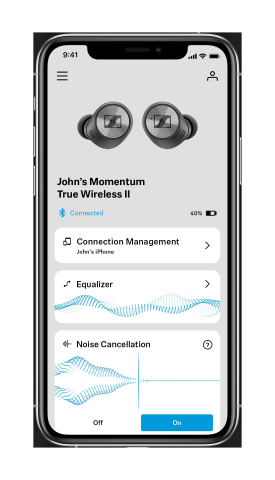 9:41
John's Momentum
True Wireless II
Connected
40%
Connection Management
John's iPhone
Equalizer
Noise Cancellation
Off
On